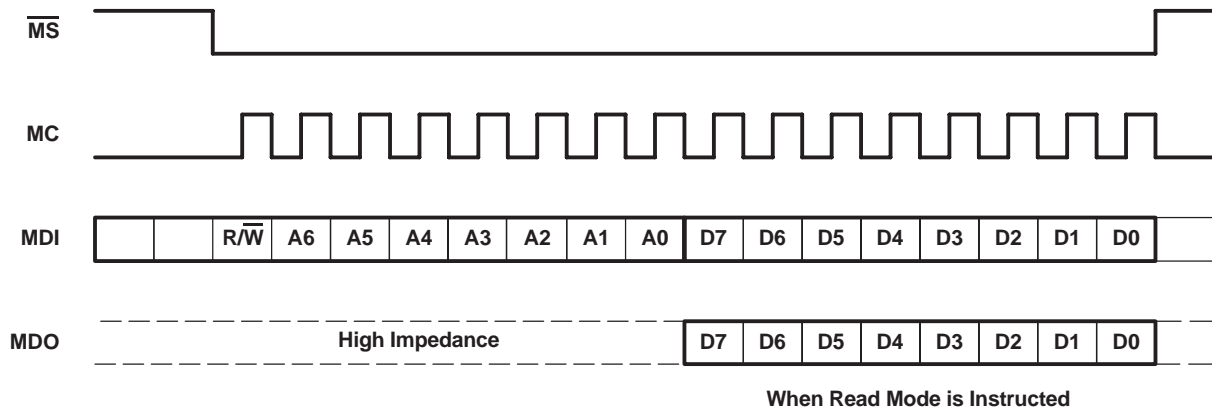 M̅S̅
MC
MDI R/W̅ A6 A5 A4 A3 A2 A1 A0 D7 D6 D5 D4 D3 D2 D1 D0
MDO High Impedance D7 D6 D5 D4 D3 D2 D1 D0
When Read Mode is Instructed